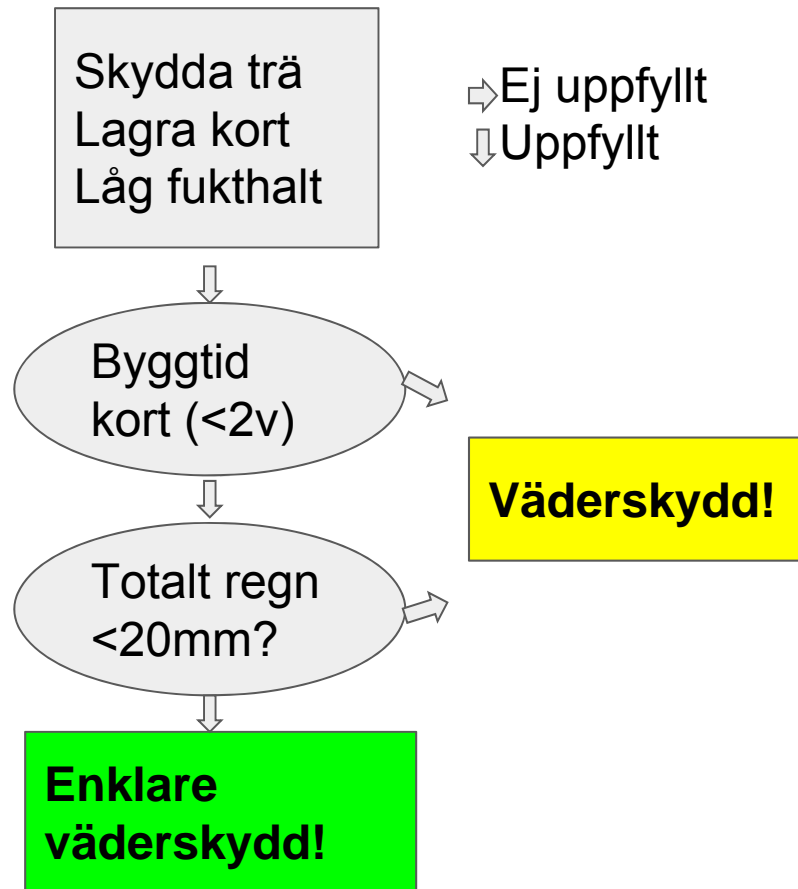 Skydda trä
Lagra kort
Låg fukthalt
Ej uppfyllt
Uppfyllt
Byggtid
kort (<2v)
Väderskydd!
Totalt regn
<20mm?
Enklare
väderskydd!